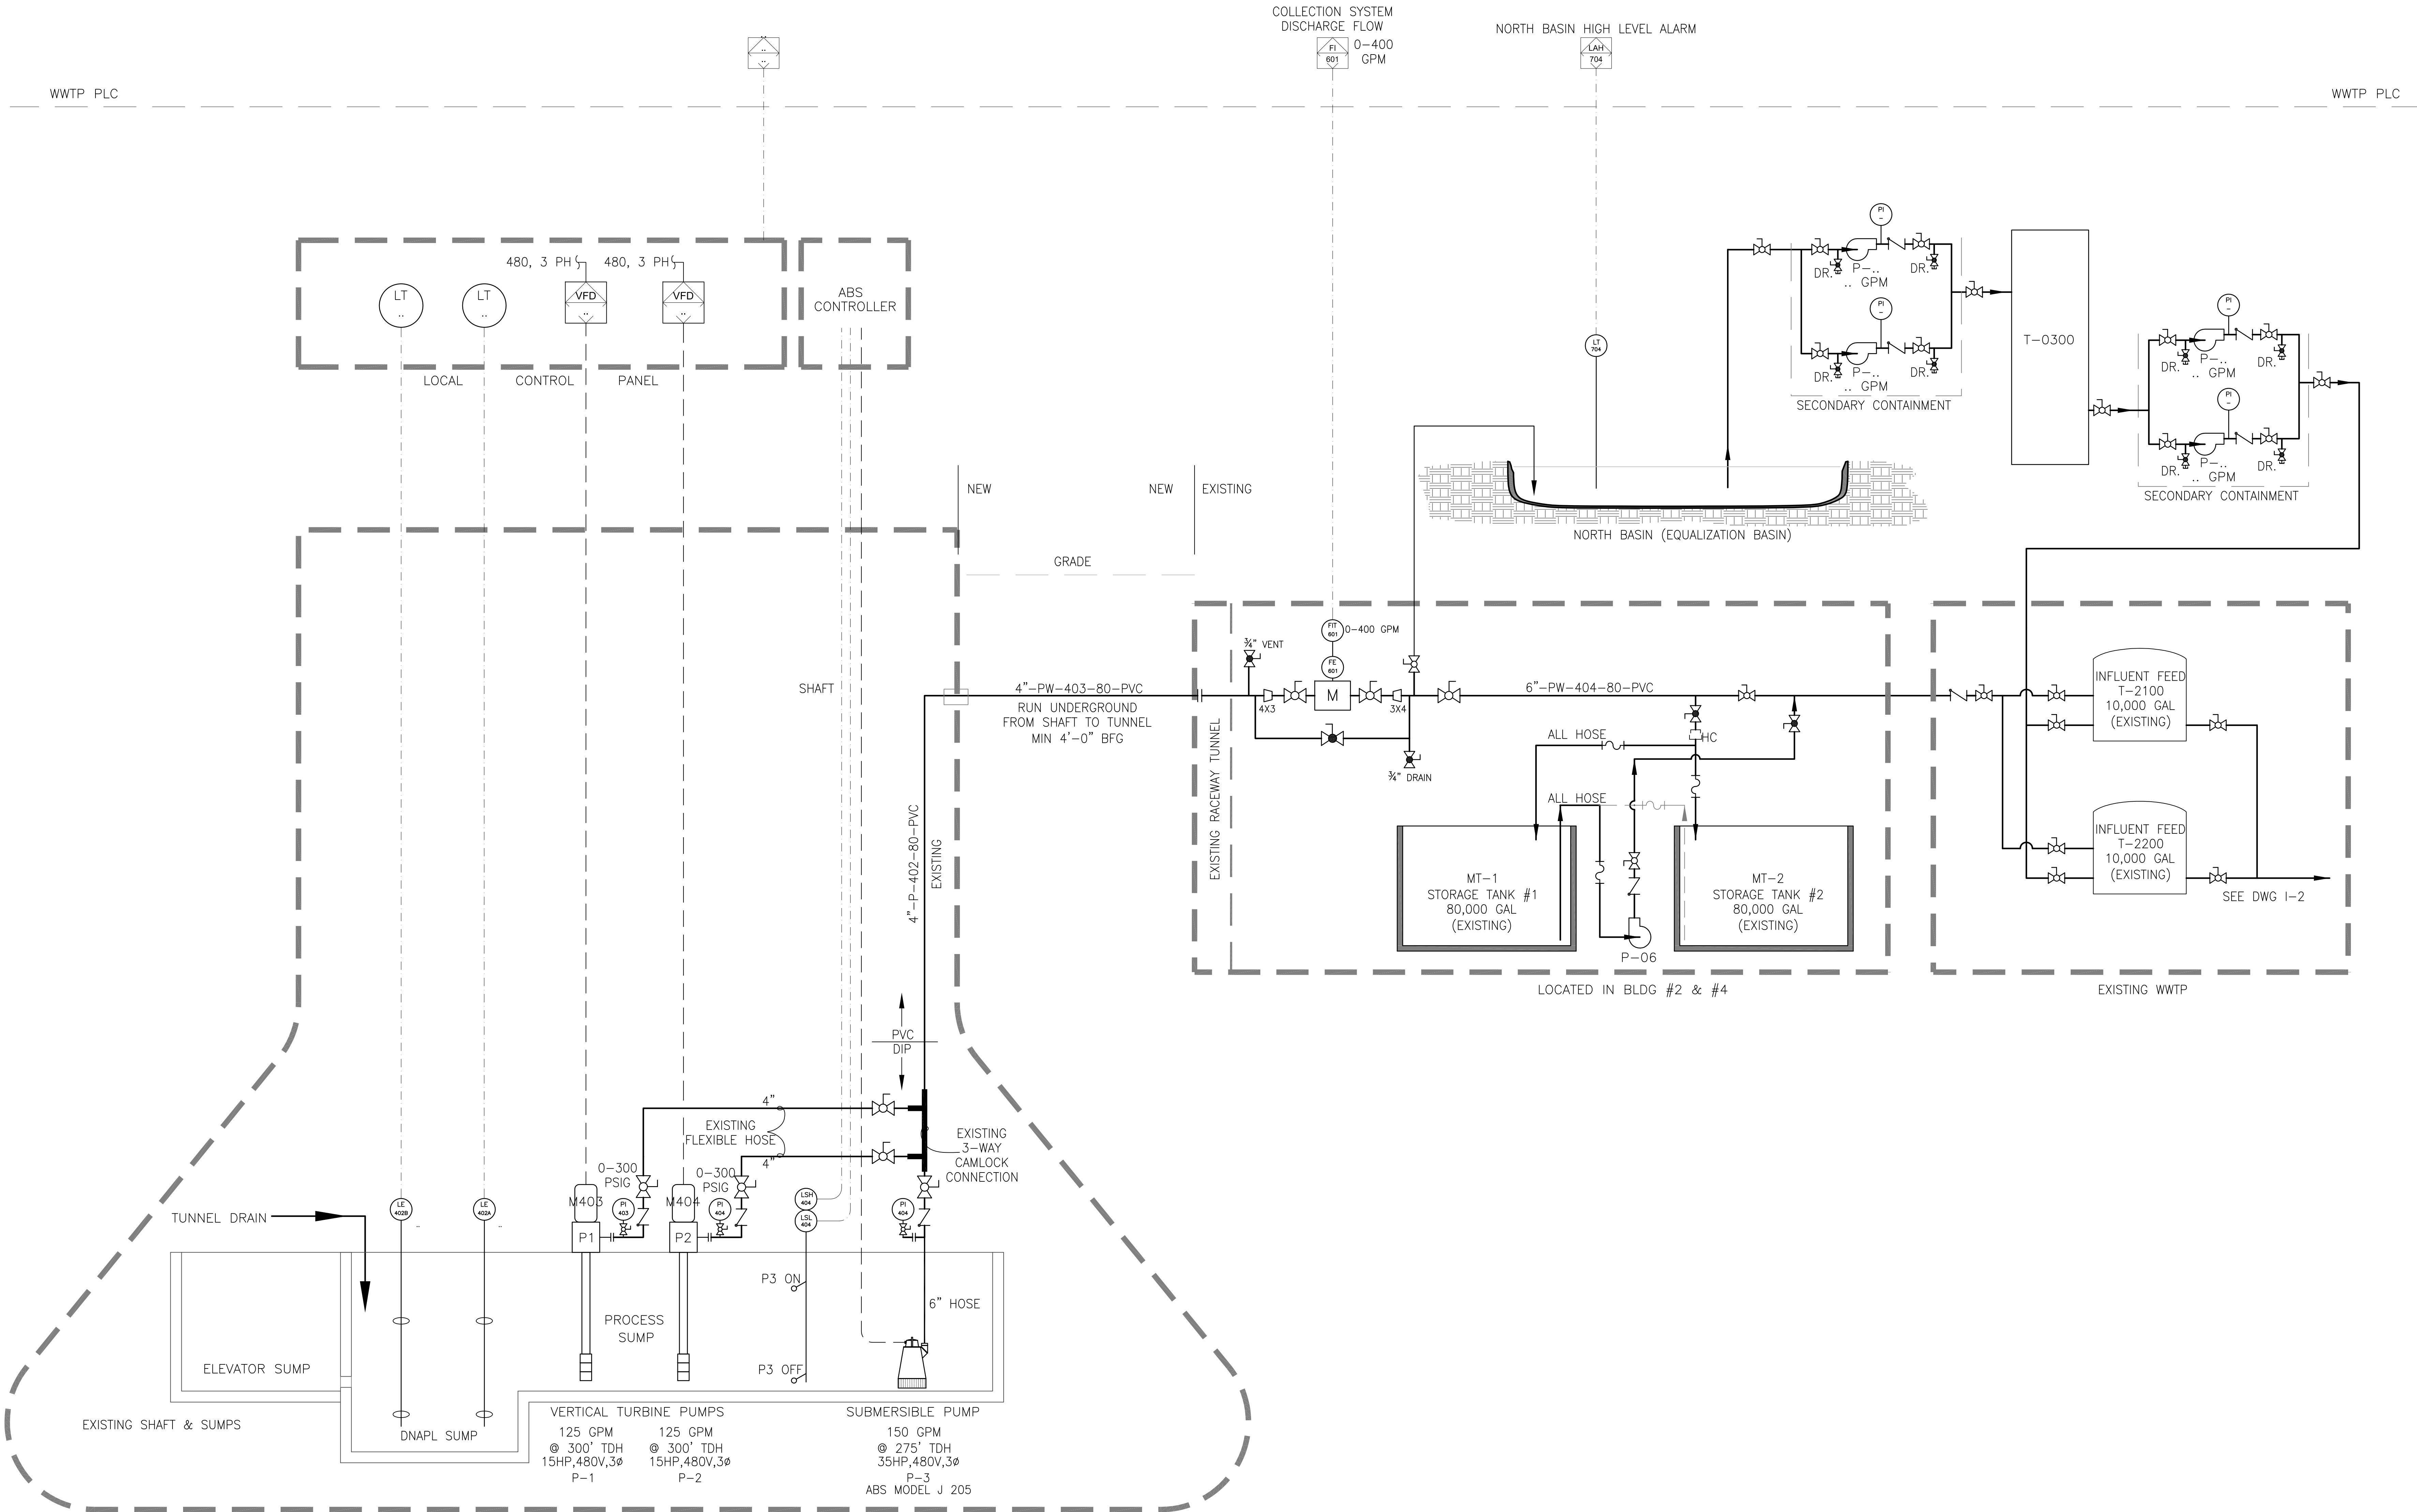 COLLECTION SYSTEM
DISCHARGE FLOW
FI
601
0-400
GPM
NORTH BASIN HIGH LEVEL ALARM
LAH
704
..
..
WWTP PLC
WWTP PLC
480, 3 PH
480, 3 PH
LT
..
LT
..
VFD
..
VFD
..
ABS
CONTROLLER
LOCAL CONTROL PANEL
LT
704
PI
-
DR.
P-..
.. GPM
DR.
PI
-
DR.
P-..
.. GPM
DR.
SECONDARY CONTAINMENT
T-0300
PI
-
DR.
P-..
.. GPM
DR.
PI
-
DR.
P-..
.. GPM
DR.
SECONDARY CONTAINMENT
NEW
NEW
EXISTING
GRADE
NORTH BASIN (EQUALIZATION BASIN)
SHAFT
4"-PW-403-80-PVC
RUN UNDERGROUND
FROM SHAFT TO TUNNEL
MIN 4'-0" BFG
EXISTING RACEWAY TUNNEL
¾" VENT
FIT
601
0-400 GPM
FE
601
M
4X3
3X4
¾" DRAIN
6"-PW-404-80-PVC
ALL HOSE
HC
ALL HOSE
MT-1
STORAGE TANK #1
80,000 GAL
(EXISTING)
P-06
MT-2
STORAGE TANK #2
80,000 GAL
(EXISTING)
LOCATED IN BLDG #2 & #4
INFLUENT FEED
T-2100
10,000 GAL
(EXISTING)
INFLUENT FEED
T-2200
10,000 GAL
(EXISTING)
SEE DWG I-2
EXISTING WWTP
4"-P-402-80-PVC
EXISTING
PVC
DIP
4"
EXISTING
FLEXIBLE HOSE
4"
EXISTING
3-WAY
CAMLOCK
CONNECTION
TUNNEL DRAIN
LE
402B
..
LE
402A
..
M403
P1
0-300
PSIG
PI
403
M404
P2
0-300
PSIG
PI
404
LSH
404
LSL
404
PI
404
P3 ON
P3 OFF
6" HOSE
PROCESS
SUMP
ELEVATOR SUMP
EXISTING SHAFT & SUMPS
DNAPL SUMP
VERTICAL TURBINE PUMPS
125 GPM
@ 300' TDH
15HP,480V,3ø
P-1
125 GPM
@ 300' TDH
15HP,480V,3ø
P-2
SUBMERSIBLE PUMP
150 GPM
@ 275' TDH
35HP,480V,3ø
P-3
ABS MODEL J 205